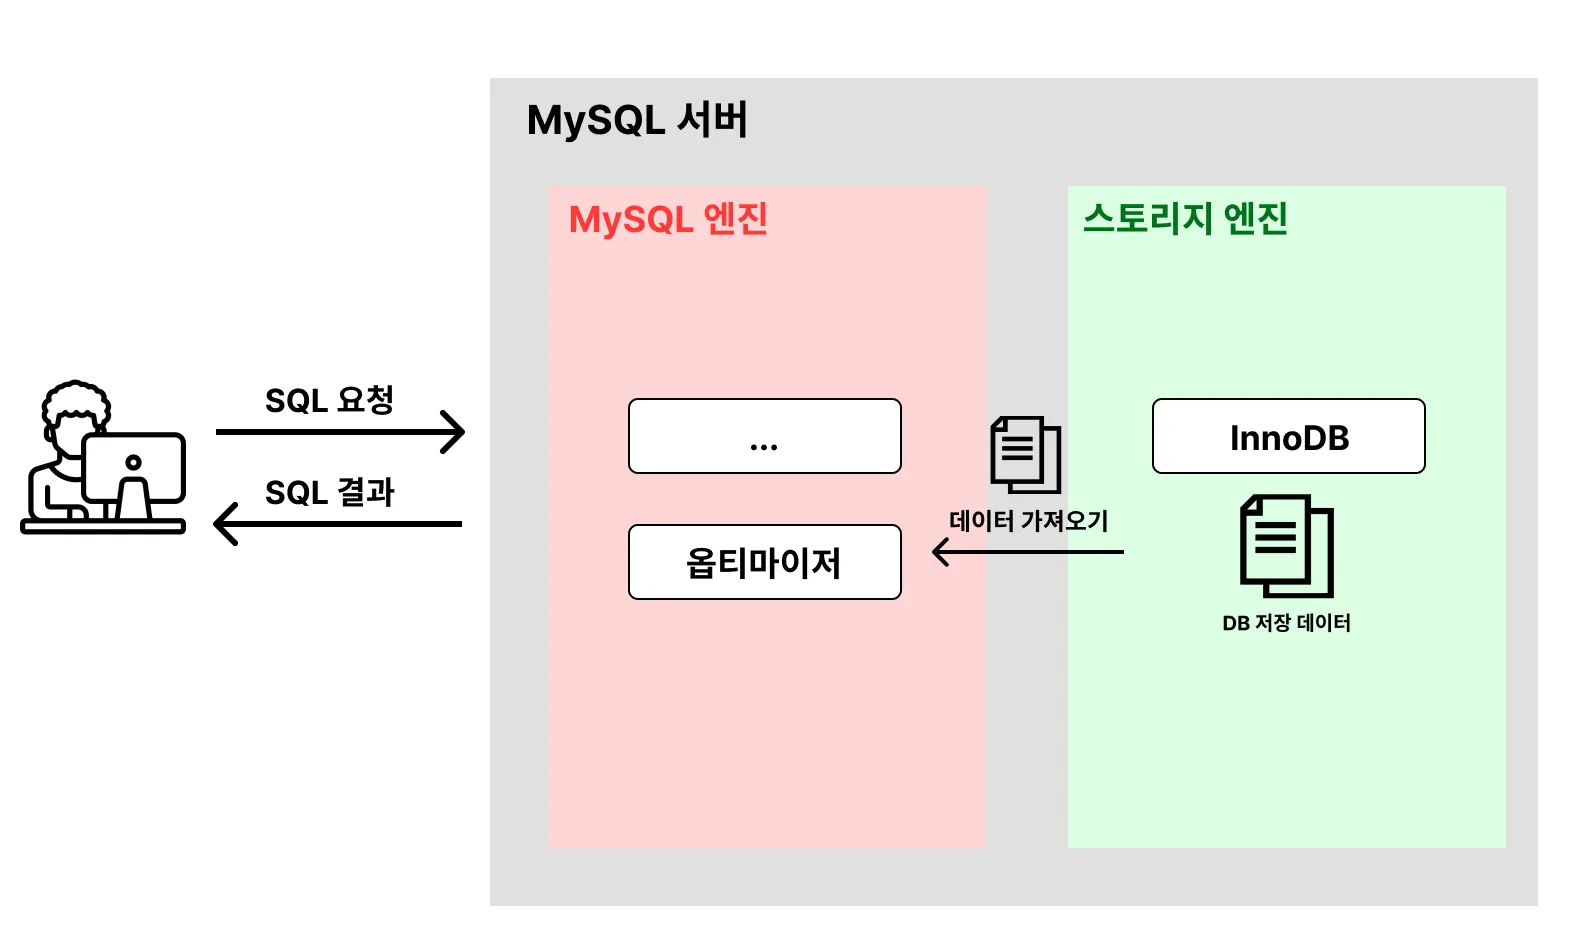 MySQL 서버
MySQL 엔진
스토리지 엔진
SQL 요청
SQL 결과
...
옵티마이저
데이터 가져오기
InnoDB
DB 저장 데이터